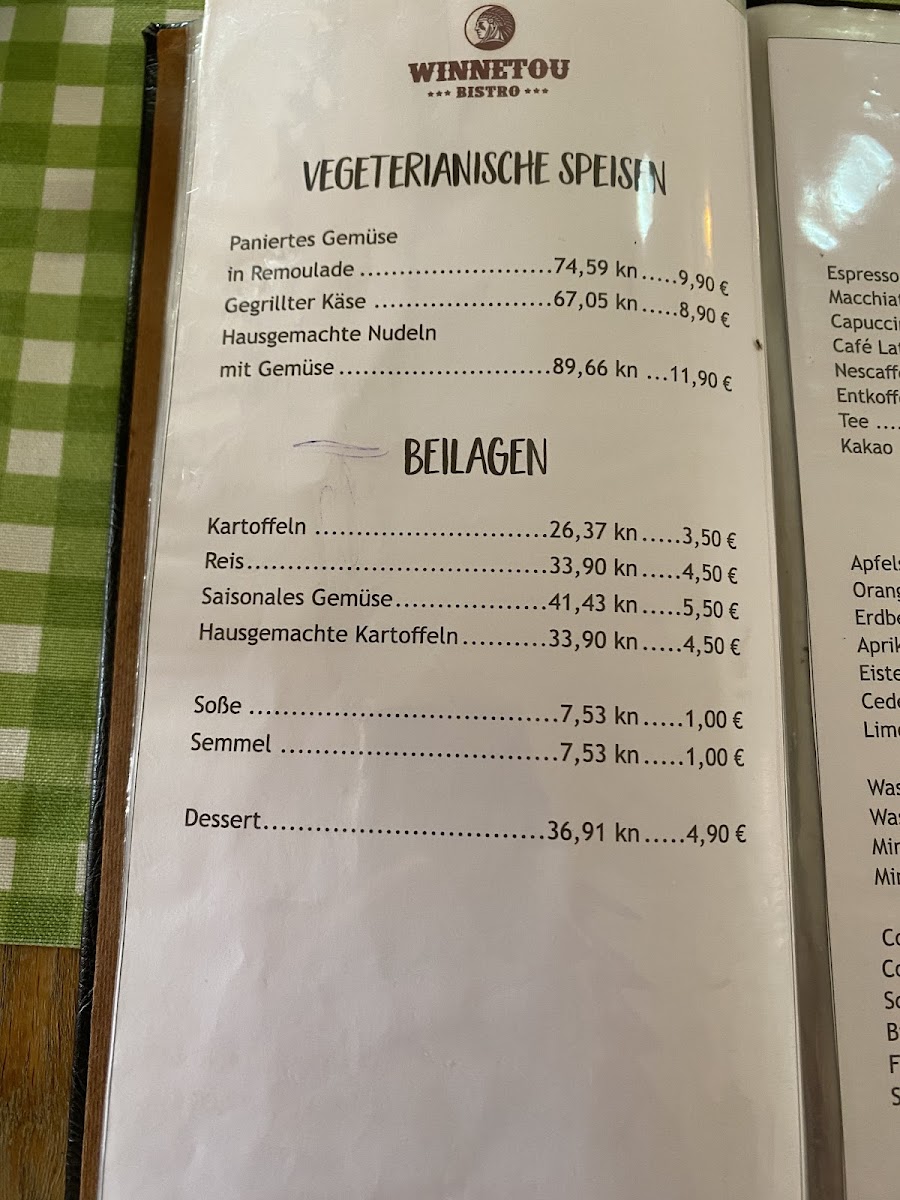 WINNETOU
*** BISTRO ***
VEGETERIANISCHE SPEISEN
Paniertes Gemüse
in Remoulade ........................74,59 kn.....9,90 €
Gegrillter Käse ......................67,05 kn.....8,90 €
Hausgemachte Nudeln
mit Gemüse..........................89,66 kn ...11,90 €
BEILAGEN
Kartoffeln .............................26,37 kn.....3,50 €
Reis.....................................33,90 kn.....4,50 €
Saisonales Gemüse...................41,43 kn.....5,50 €
Hausgemachte Kartoffeln..........33,90 kn.....4,50 €
Soße .....................................7,53 kn.....1,00 €
Semmel .................................7,53 kn.....1,00 €
Dessert.................................36,91 kn.....4,90 €
Espresso
Tee ....
Kakao